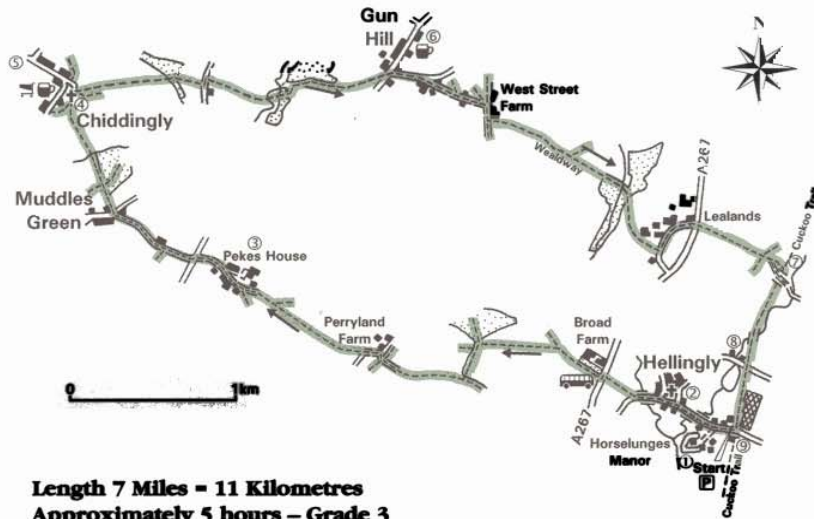 N
Gun
Hill
⑥
⑤
④
Chiddingly
West Street
Farm
Wealdway
A267
Lealands
Cuckoo Trail
⑦
Muddles
Green
③
Pekes House
Perryland
Farm
Broad
Farm
Hellingly
⑧
②
A267
Horselunges
Manor
①
Start
P
⑨
Cuckoo Trail
0
1km
Length 7 Miles = 11 Kilometres
Approximately 5 hours – Grade 3